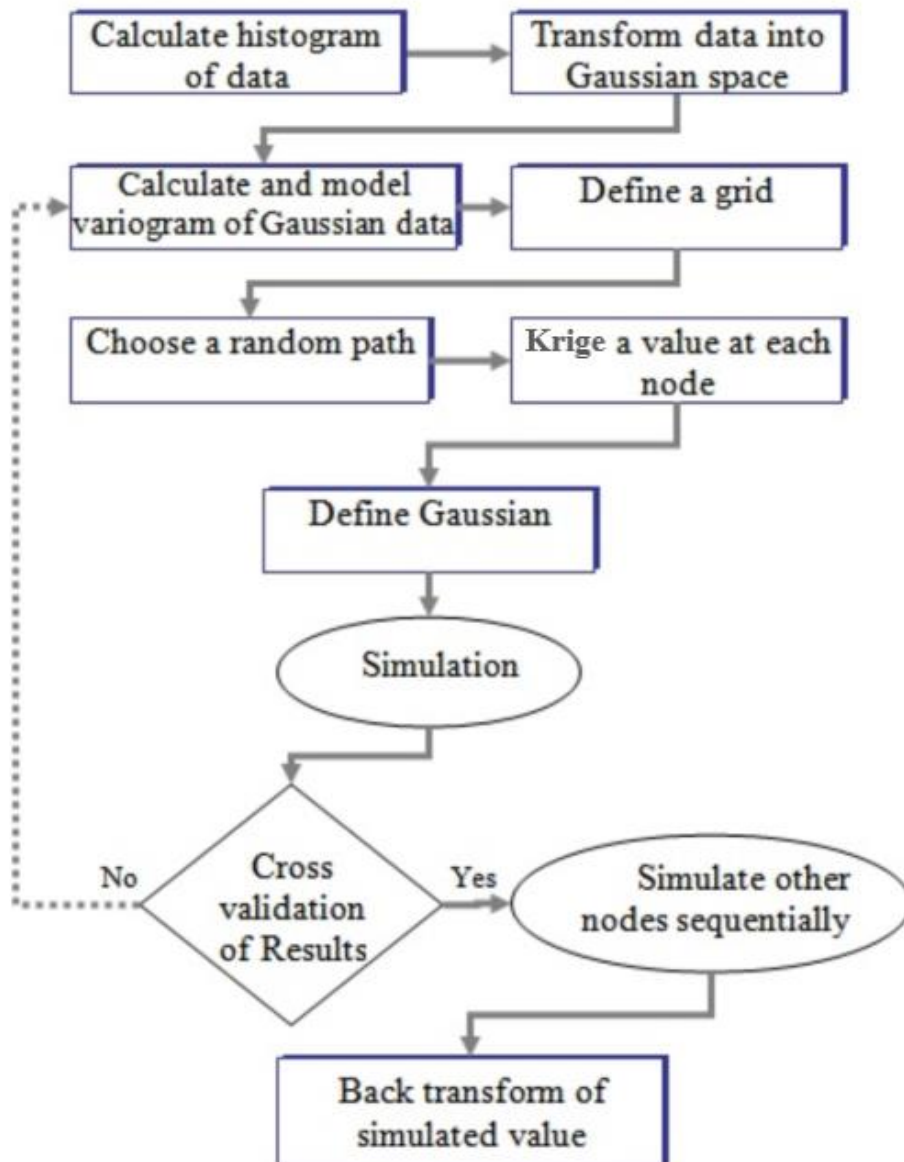 Calculate histogram
of data
Transform data into
Gaussian space
Calculate and model
variogram of Gaussian data
Define a grid
Choose a random path
Krige a value at each
node
Define Gaussian
Simulation
No
Cross
validation
of Results
Yes
Simulate other
nodes sequentially
Back transform of
simulated value